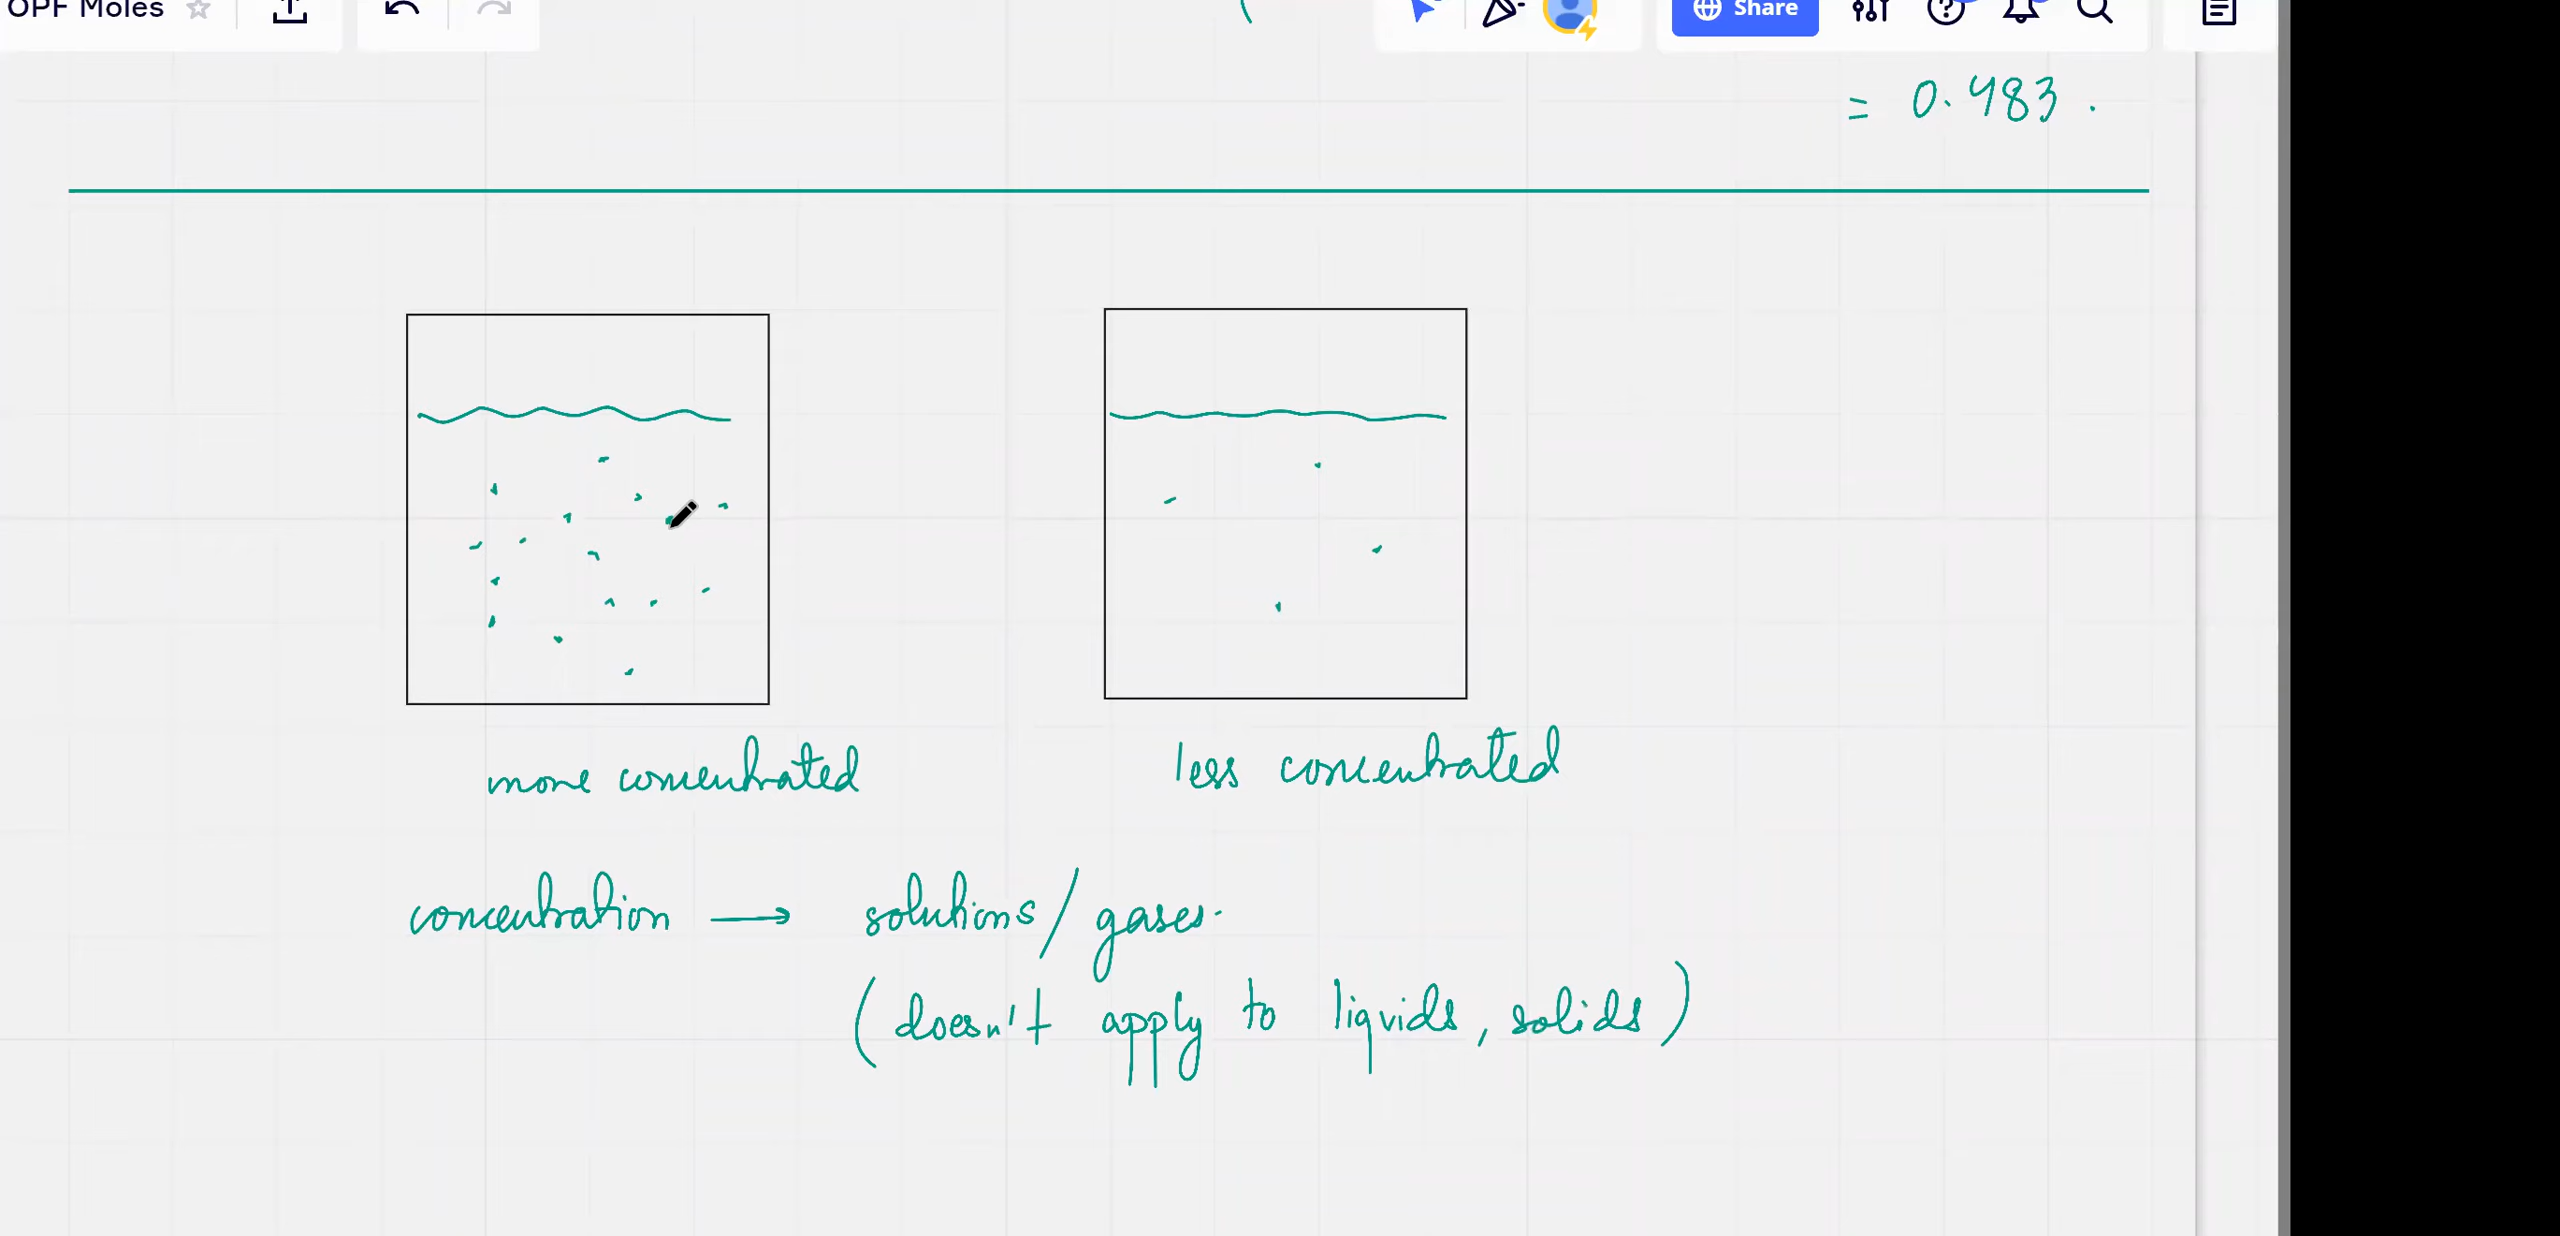 OPF Moles
Share
= 0.483.
more concentrated
less concentrated
concentration → solutions/gases.
(doesn't apply to liquids, solids)